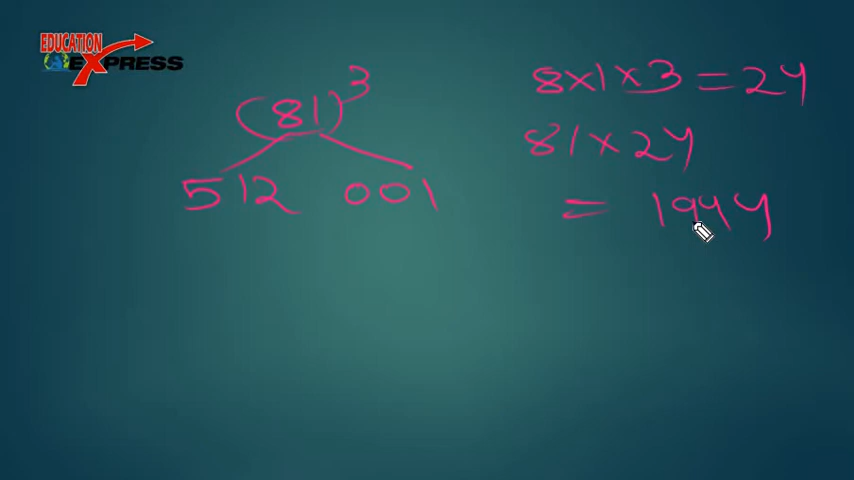 EDUCATION
EXPRESS
(81)³
512 001
8×1×3=24
81×24
= 1944